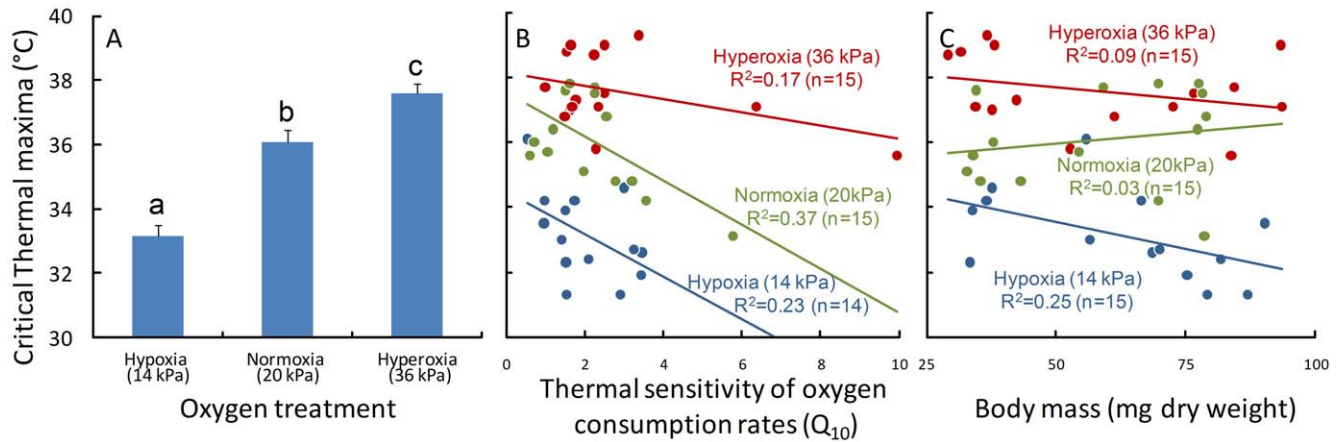 Critical Thermal maxima (°C)
40
38
36
34
32
30
A
a
b
c
Hypoxia
(14 kPa)
Normoxia
(20 kPa)
Hyperoxia
(36 kPa)
Oxygen treatment
B
Hyperoxia (36 kPa)
R²=0.17 (n=15)
Normoxia (20kPa)
R²=0.37 (n=15)
Hypoxia (14 kPa)
R²=0.23 (n=14)
0
2
4
6
8
10
Thermal sensitivity of oxygen
consumption rates (Q₁₀)
C
Hyperoxia (36 kPa)
R²=0.09 (n=15)
Normoxia (20kPa)
R²=0.03 (n=15)
Hypoxia (14 kPa)
R²=0.25 (n=15)
25
50
75
100
Body mass (mg dry weight)